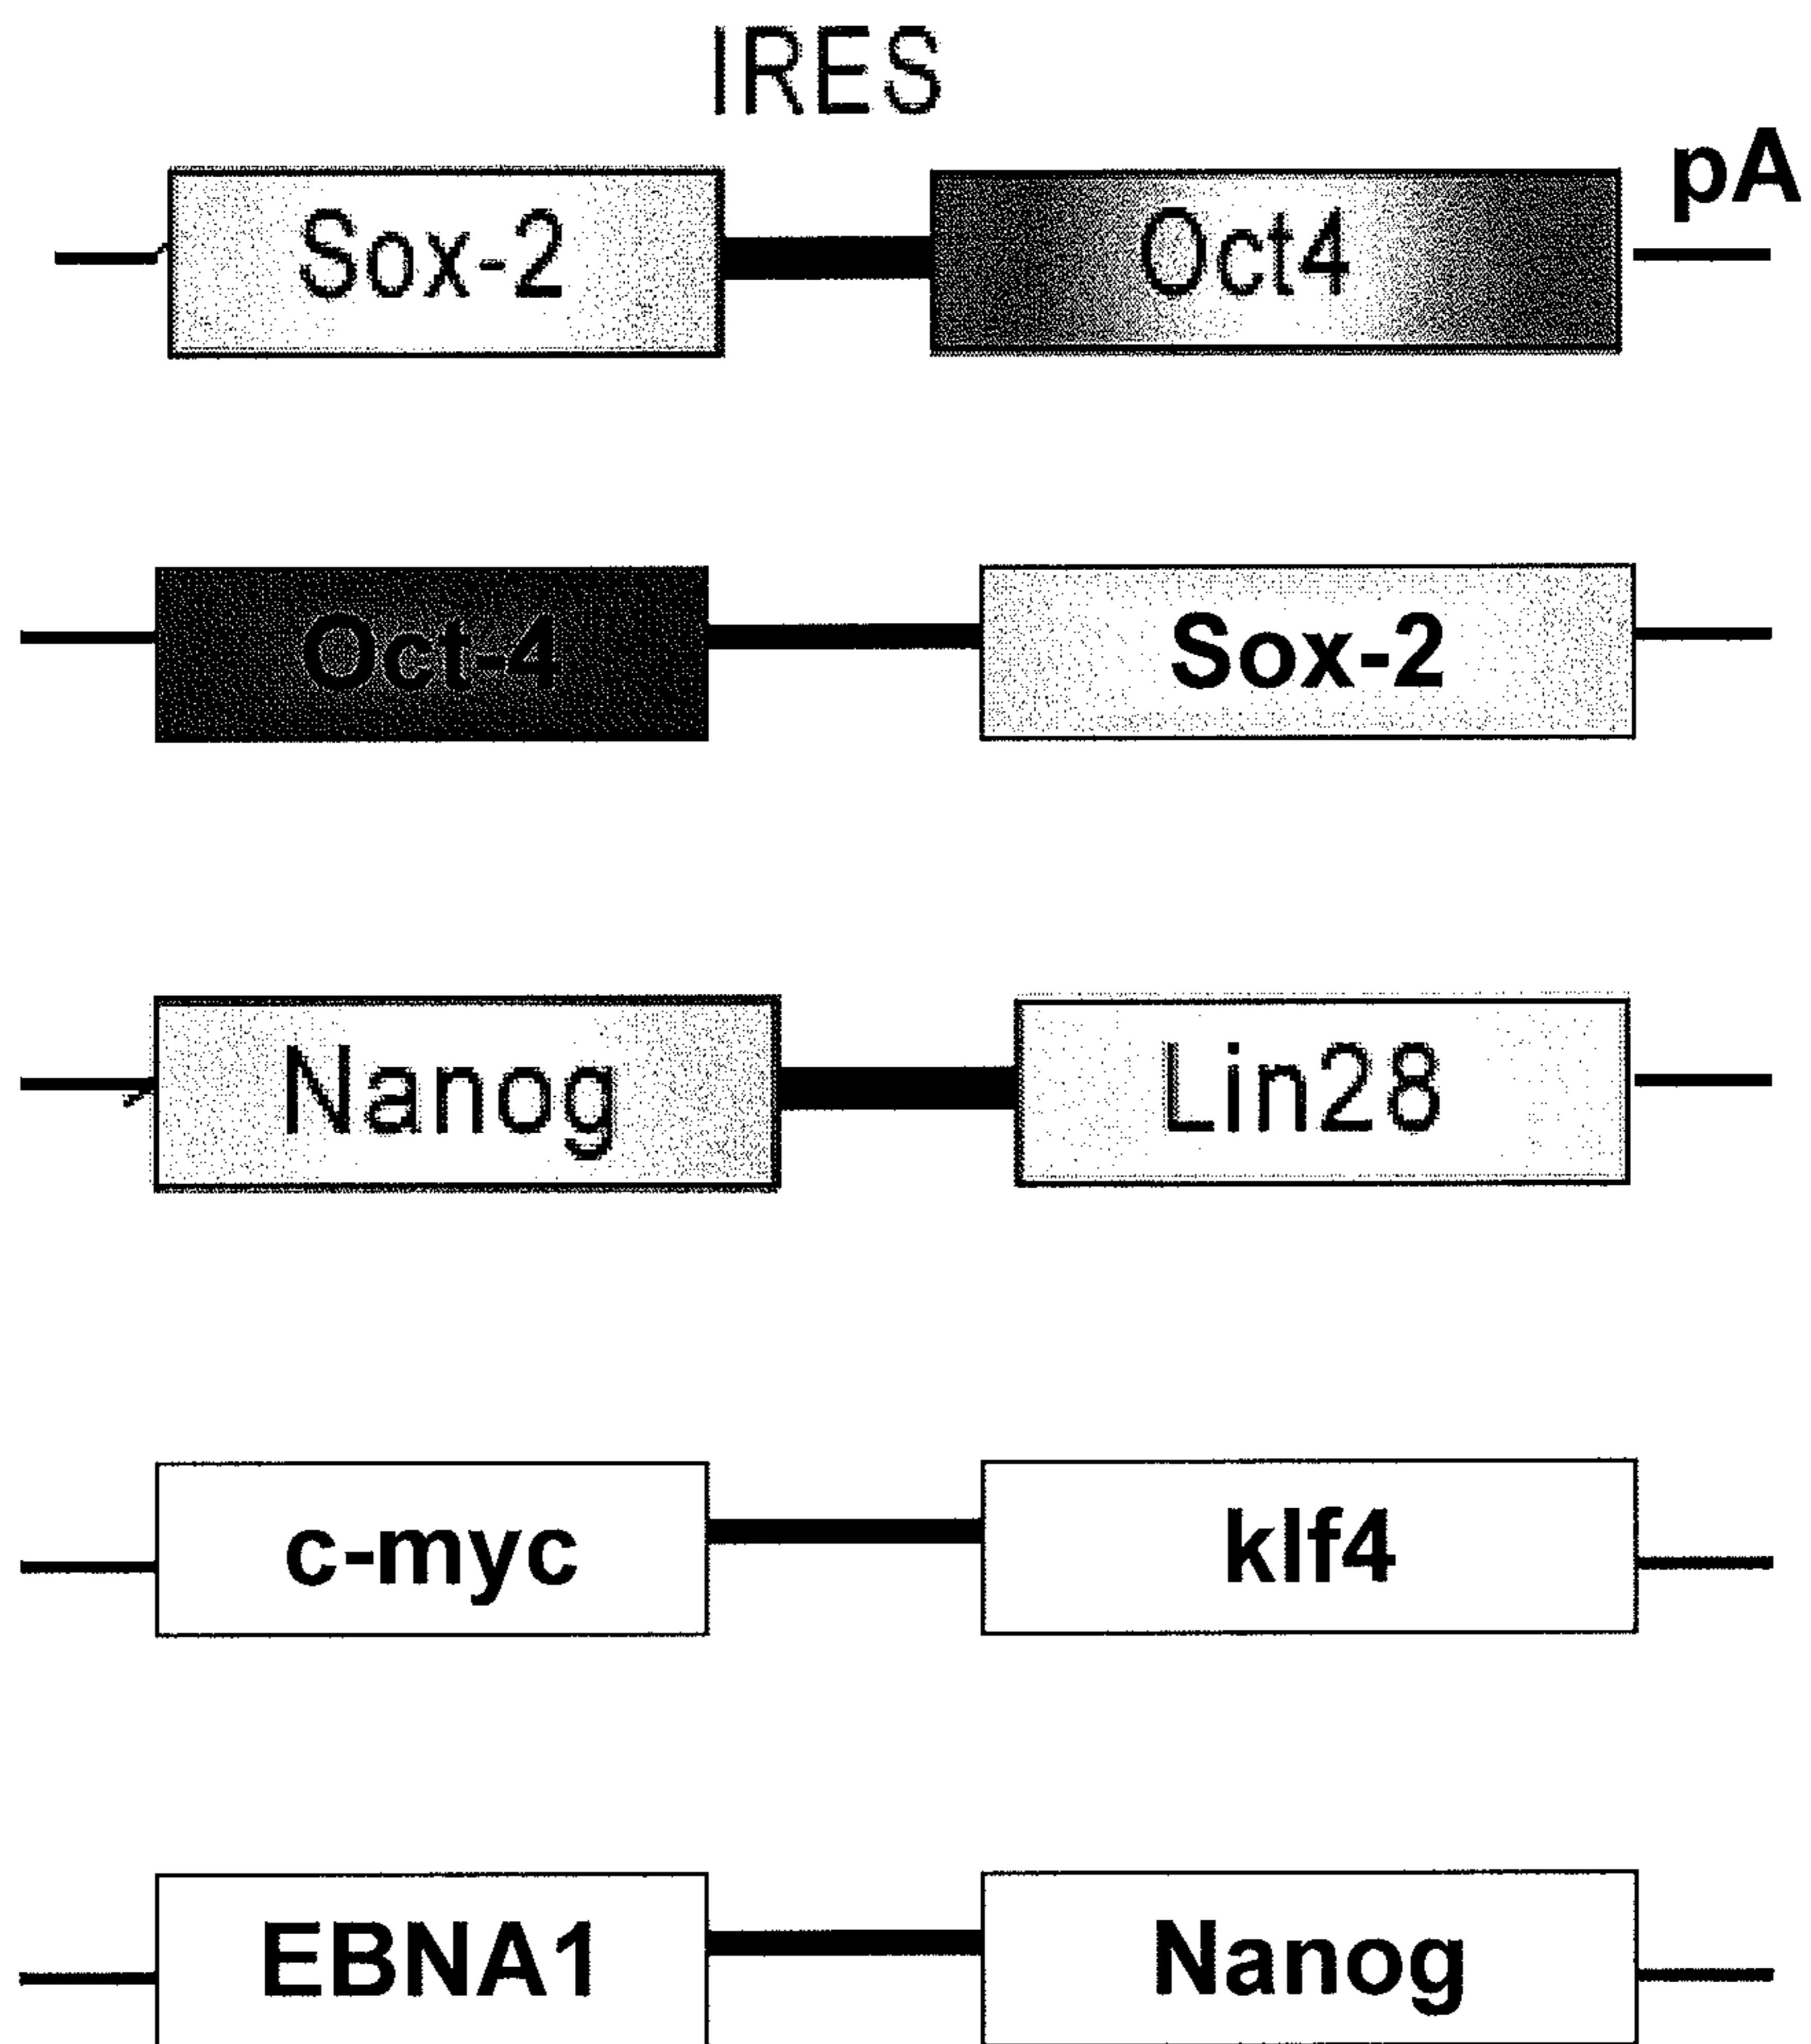 IRES
pA
Sox-2 Oct4
Oct-4 Sox-2
Nanog Lin28
c-myc klf4
EBNA1 Nanog